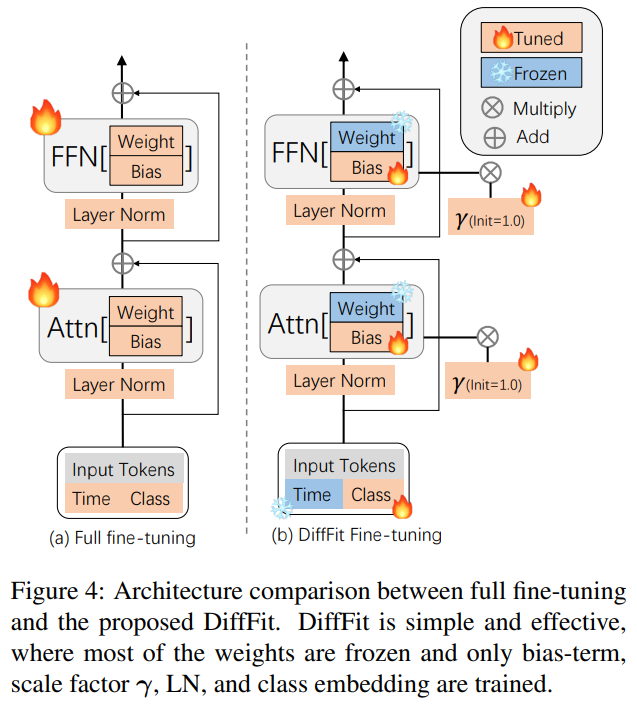 Tuned
Frozen
Multiply
Add
FFN[ Weight ]
Bias
Layer Norm
Attn[ Weight ]
Bias
Layer Norm
Input Tokens
Time Class
(a) Full fine-tuning
FFN[ Weight ]
Bias
γ(Init=1.0)
Layer Norm
Attn[ Weight ]
Bias
γ(Init=1.0)
Layer Norm
Input Tokens
Time Class
(b) DiffFit Fine-tuning
Figure 4: Architecture comparison between full fine-tuning
and the proposed DiffFit. DiffFit is simple and effective,
where most of the weights are frozen and only bias-term,
scale factor γ, LN, and class embedding are trained.